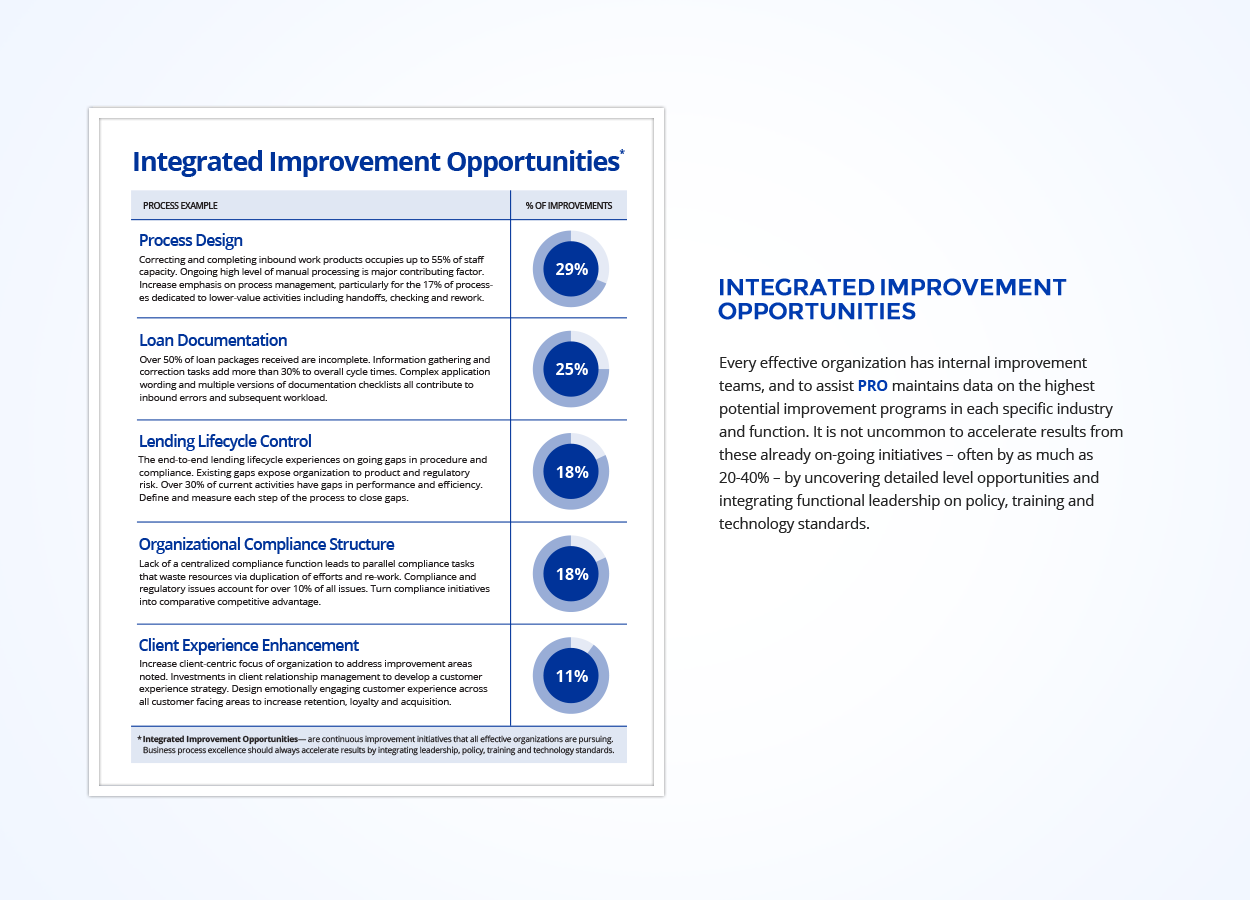 Integrated Improvement Opportunities*
PROCESS EXAMPLE
% OF IMPROVEMENTS
Process Design
Correcting and completing inbound work products occupies up to 55% of staff
capacity. Ongoing high level of manual processing is major contributing factor.
Increase emphasis on process management, particularly for the 17% of process-
es dedicated to lower-value activities including handoffs, checking and rework.
29%
Loan Documentation
Over 50% of loan packages received are incomplete. Information gathering and
correction tasks add more than 30% to overall cycle times. Complex application
wording and multiple versions of documentation checklists all contribute to
inbound errors and subsequent workload.
25%
Lending Lifecycle Control
The end-to-end lending lifecycle experiences on going gaps in procedure and
compliance. Existing gaps expose organization to product and regulatory
risk. Over 30% of current activities have gaps in performance and efficiency.
Define and measure each step of the process to close gaps.
18%
Organizational Compliance Structure
Lack of a centralized compliance function leads to parallel compliance tasks
that waste resources via duplication of efforts and re-work. Compliance and
regulatory issues account for over 10% of all issues. Turn compliance initiatives
into comparative competitive advantage.
18%
Client Experience Enhancement
Increase client-centric focus of organization to address improvement areas
noted. Investments in client relationship management to develop a customer
experience strategy. Design emotionally engaging customer experience across
all customer facing areas to increase retention, loyalty and acquisition.
11%
*Integrated Improvement Opportunities— are continuous improvement initiatives that all effective organizations are pursuing.
Business process excellence should always accelerate results by integrating leadership, policy, training and technology standards.
INTEGRATED IMPROVEMENT
OPPORTUNITIES
Every effective organization has internal improvement
teams, and to assist PRO maintains data on the highest
potential improvement programs in each specific industry
and function. It is not uncommon to accelerate results from
these already on-going initiatives – often by as much as
20-40% – by uncovering detailed level opportunities and
integrating functional leadership on policy, training and
technology standards.